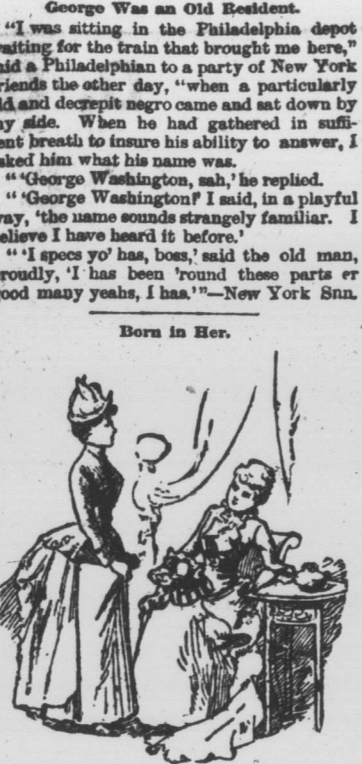 George Was an Old Resident.
"I was sitting in the Philadelphia depot
waiting for the train that brought me here,"
said a Philadelphian to a party of New York
friends the other day, "when a particularly
old and decrepit negro came and sat down by
my side. When he had gathered in suffi-
cient breath to insure his ability to answer, I
asked him what his name was.
"'George Washington, sah,' he replied.
"'George Washington?' I said, in a playful
way, 'the name sounds strangely familiar. I
believe I have heard it before.'
"'I specs yo' has, boss,' said the old man,
proudly, 'I has been 'round these parts er
good many yeahs, I has.'"—New York Sun.
Born in Her.